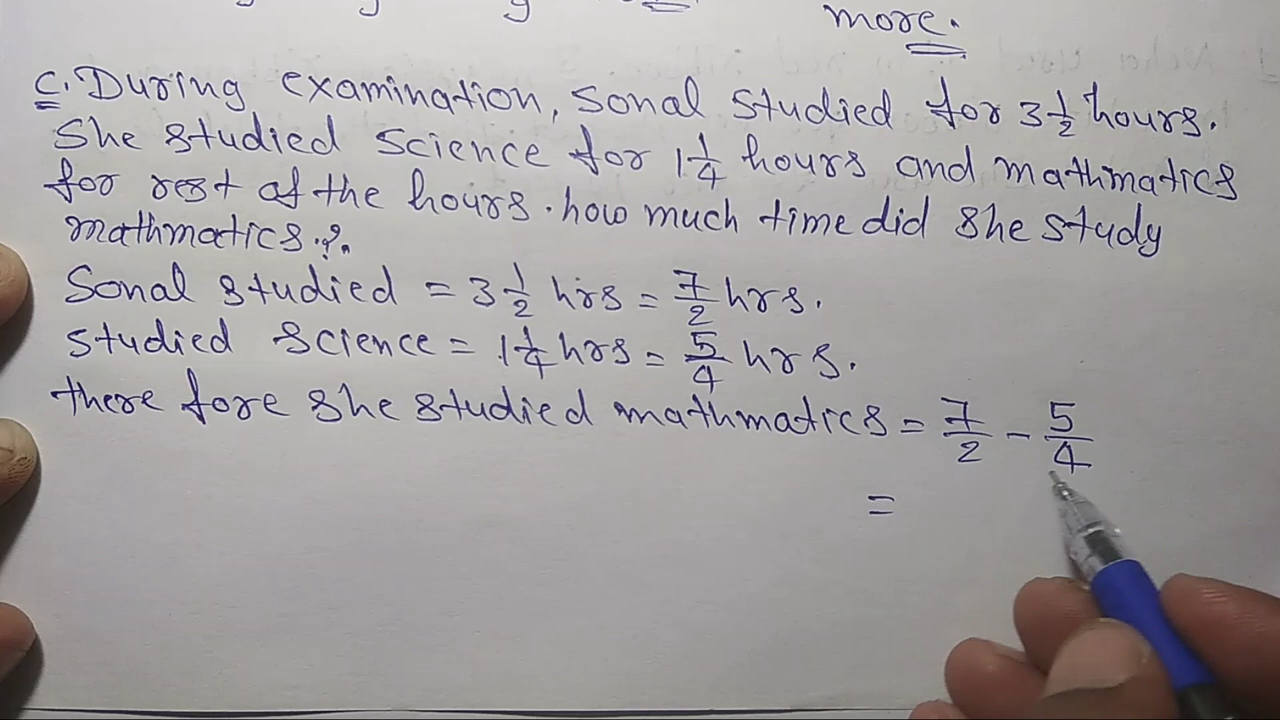 more.
C. During examination, Sonal studied for 3 1/2 hours.
She studied science for 1 1/4 hours and mathmatics
for rest of the hours. how much time did she study
mathmatics.?.
Sonal studied = 3 1/2 hrs = 7/2 hrs.
studied science = 1 1/4 hrs = 5/4 hrs.
there fore she studied mathmatics = 7/2 - 5/4
=